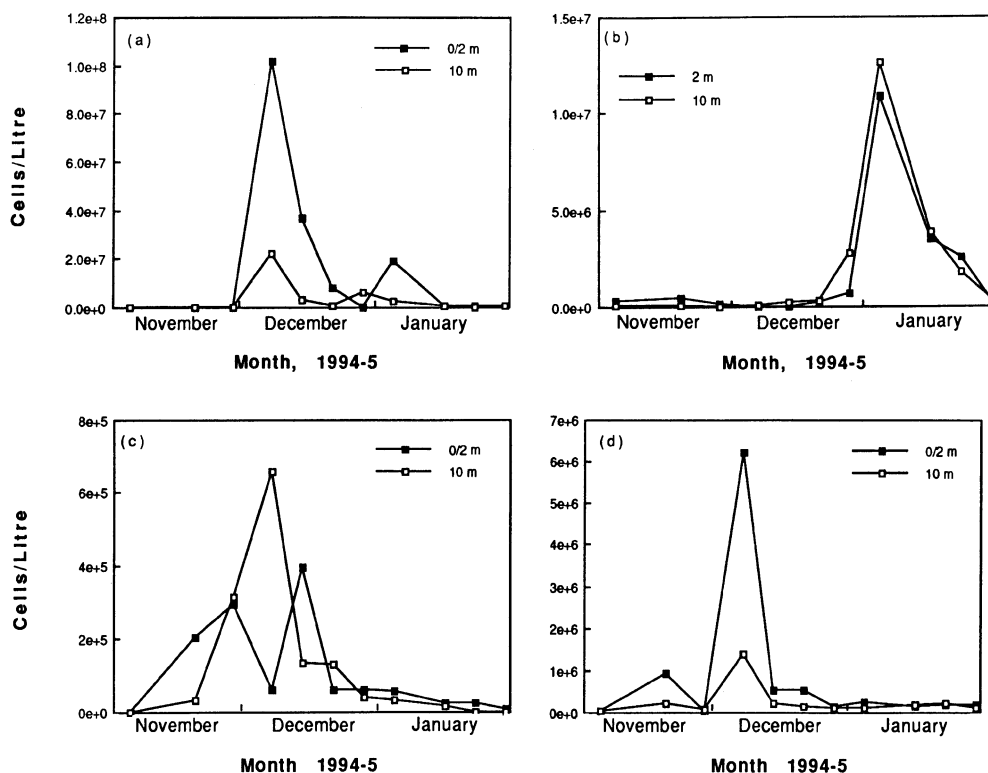 (a)
0/2 m
10 m
1.2e+8
1.0e+8
8.0e+7
6.0e+7
4.0e+7
2.0e+7
0.0e+0
November December January
Month, 1994-5
Cells/Litre
(b)
2 m
10 m
1.5e+7
1.0e+7
5.0e+6
0.0e+0
November December January
Month, 1994-5
(c)
0/2 m
10 m
8e+5
6e+5
4e+5
2e+5
0e+0
November December January
Month 1994-5
Cells/Litre
(d)
0/2 m
10 m
7e+6
6e+6
5e+6
4e+6
3e+6
2e+6
1e+6
0e+0
November December January
Month 1994-5